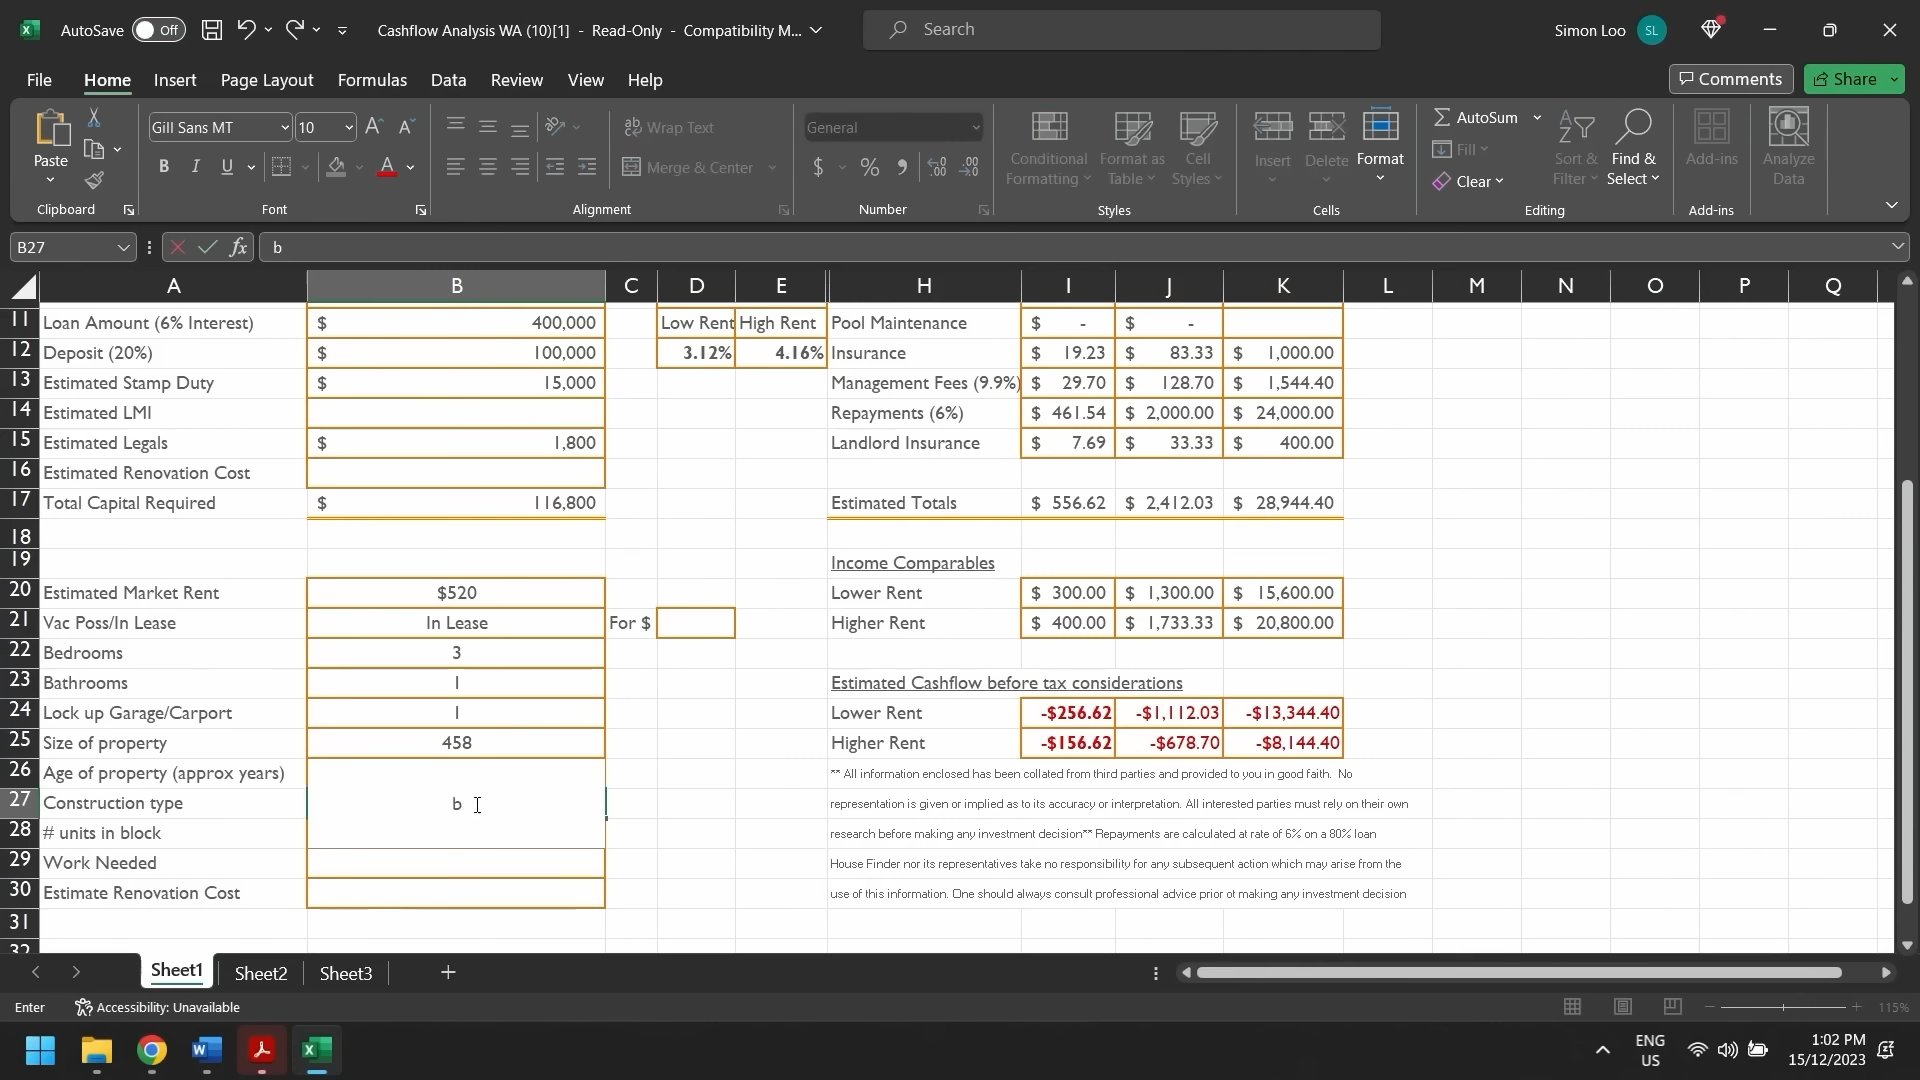 AutoSave Off Cashflow Analysis WA (10)[1] - Read-Only - Compatibility M... Search Simon Loo SL
File Home Insert Page Layout Formulas Data Review View Help Comments Share
Paste Gill Sans MT 10 Wrap Text General Conditional Formatting Format as Table Cell Styles Insert Delete Format AutoSum Fill Clear Sort & Filter Find & Select Add-ins Analyze Data
B I U Merge & Center $ %
Clipboard Font Alignment Number Styles Cells Editing Add-ins
B27 fx b
A B C D E H I J K L M N O P Q
11 Loan Amount (6% Interest) $ 400,000 Low Rent High Rent Pool Maintenance $ - $ -
12 Deposit (20%) $ 100,000 3.12% 4.16% Insurance $ 19.23 $ 83.33 $ 1,000.00
13 Estimated Stamp Duty $ 15,000 Management Fees (9.9%) $ 29.70 $ 128.70 $ 1,544.40
14 Estimated LMI Repayments (6%) $ 461.54 $ 2,000.00 $ 24,000.00
15 Estimated Legals $ 1,800 Landlord Insurance $ 7.69 $ 33.33 $ 400.00
16 Estimated Renovation Cost
17 Total Capital Required $ 116,800 Estimated Totals $ 556.62 $ 2,412.03 $ 28,944.40
18
19 Income Comparables
20 Estimated Market Rent $520 Lower Rent $ 300.00 $ 1,300.00 $ 15,600.00
21 Vac Poss/In Lease In Lease For $ Higher Rent $ 400.00 $ 1,733.33 $ 20,800.00
22 Bedrooms 3
23 Bathrooms 1 Estimated Cashflow before tax considerations
24 Lock up Garage/Carport 1 Lower Rent -$256.62 -$1,112.03 -$13,344.40
25 Size of property 458 Higher Rent -$156.62 -$678.70 -$8,144.40
26 Age of property (approx years) ** All information enclosed has been collated from third parties and provided to you in good faith. No
27 Construction type b representation is given or implied as to its accuracy or interpretation. All interested parties must rely on their own
28 # units in block research before making any investment decision** Repayments are calculated at rate of 6% on a 80% loan
29 Work Needed House Finder nor its representatives take no responsibility for any subsequent action which may arise from the
30 Estimate Renovation Cost use of this information. One should always consult professional advice prior ot making any investment decision
31
32
Sheet1 Sheet2 Sheet3
Enter Accessibility: Unavailable 115%
ENG US 1:02 PM 15/12/2023